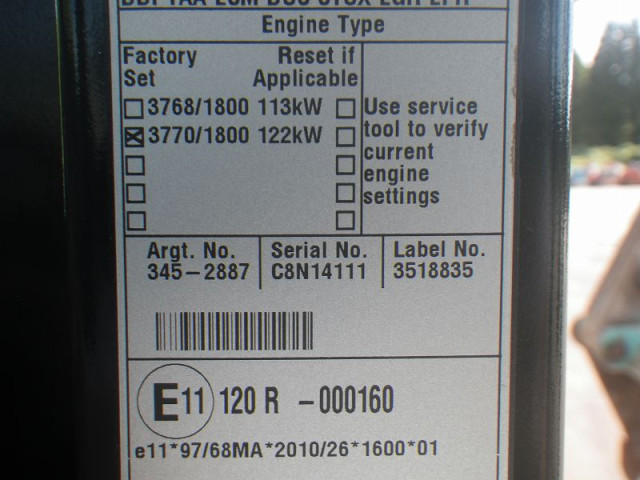 Engine Type
Factory Set
Reset if Applicable
3768/1800 113kW
3770/1800 122kW
Use service
tool to verify
current
engine
settings
Argt. No. Serial No. Label No.
345-2887 C8N14111 3518835
E11 120 R -000160
e11*97/68MA*2010/26*1600*01